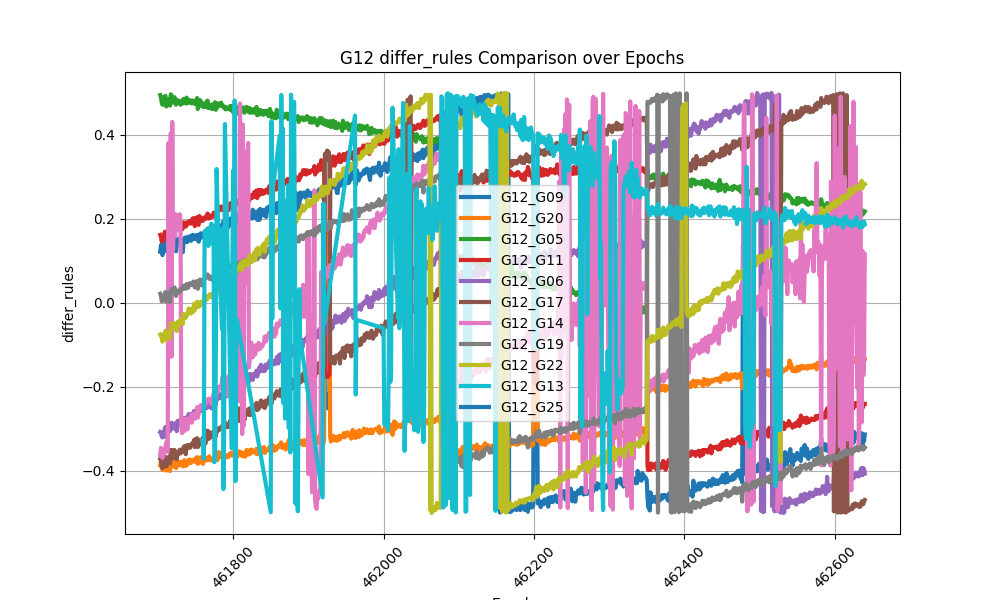 G12 differ_rules Comparison over Epochs
differ_rules
0.4
0.2
0.0
−0.2
−0.4
G12_G09
G12_G20
G12_G05
G12_G11
G12_G06
G12_G17
G12_G14
G12_G19
G12_G22
G12_G13
G12_G25
461800
462000
462200
462400
462600